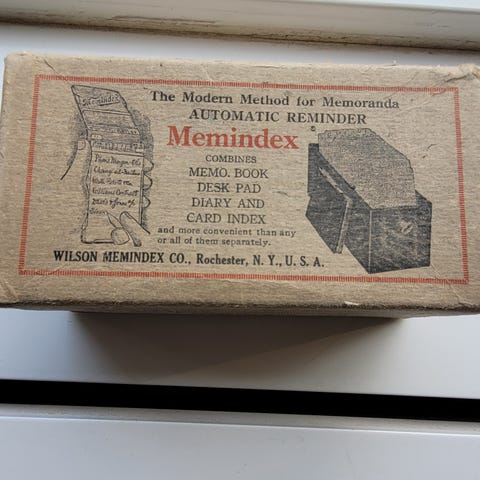 The Modern Method for Memoranda
AUTOMATIC REMINDER
Memindex
COMBINES
MEMO. BOOK
DESK PAD
DIARY AND
CARD INDEX
and more convenient than any
or all of them separately.
WILSON MEMINDEX CO., Rochester, N. Y., U. S. A.
Memindex